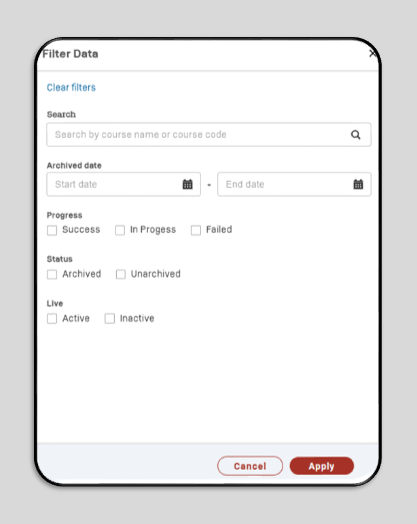 Filter Data
Clear filters
Search
Search by course name or course code
Archived date
Start date - End date
Progress
Success In Progess Failed
Status
Archived Unarchived
Live
Active Inactive
Cancel Apply